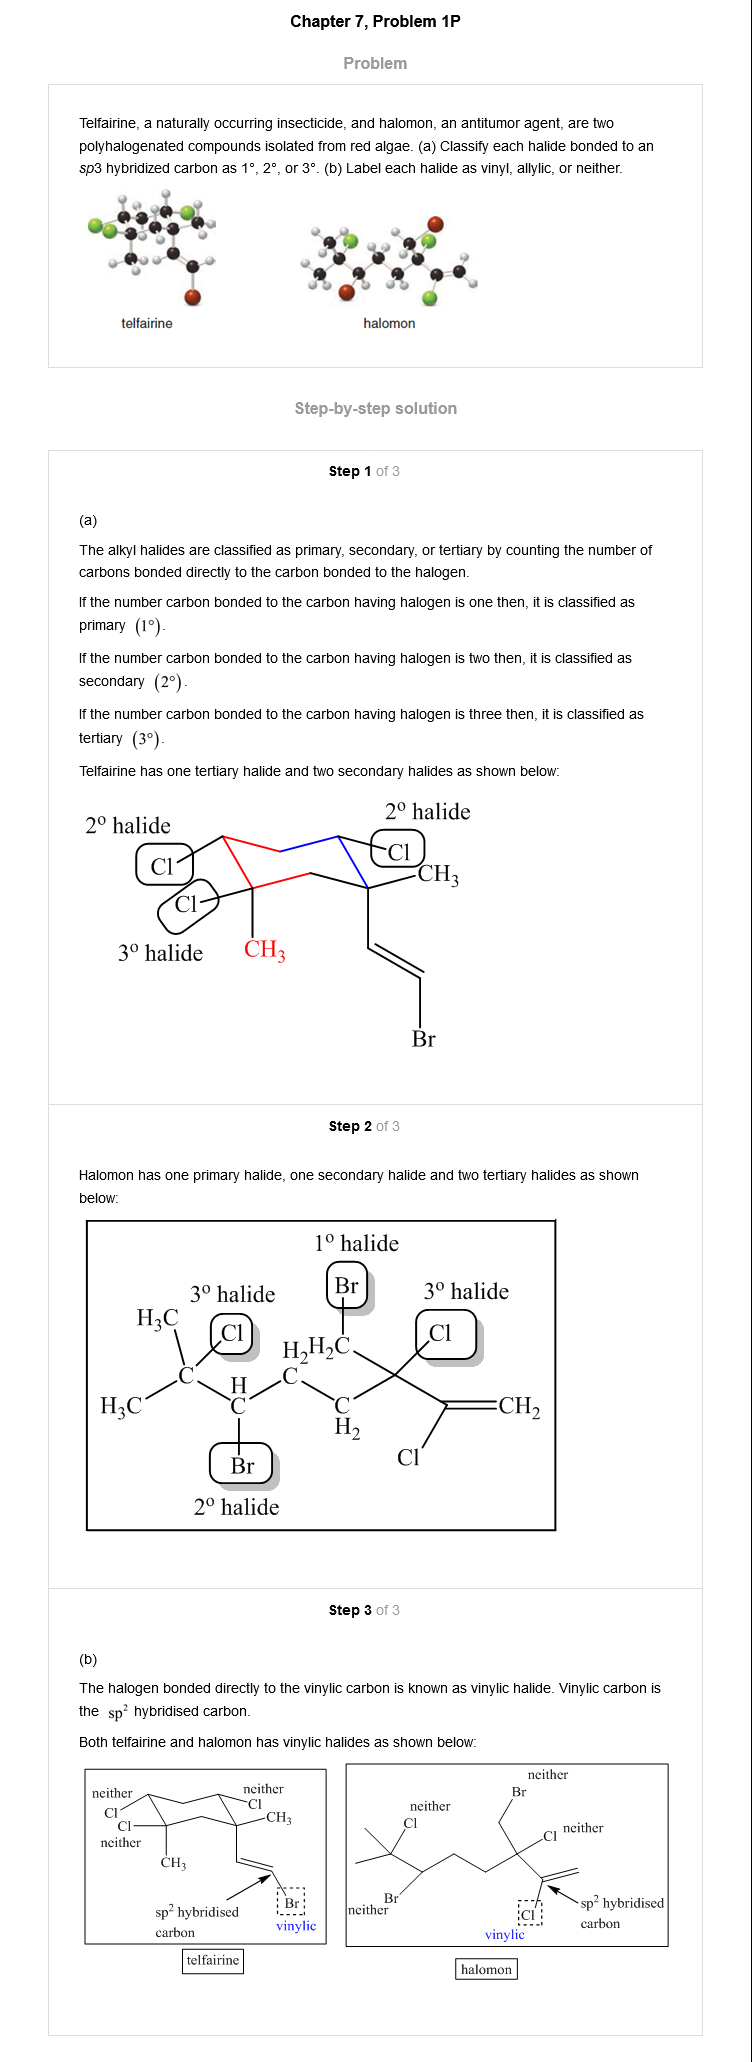 Chapter 7, Problem 1P
Problem
Telfairine, a naturally occurring insecticide, and halomon, an antitumor agent, are two
polyhalogenated compounds isolated from red algae. (a) Classify each halide bonded to an
sp3 hybridized carbon as 1°, 2°, or 3°. (b) Label each halide as vinyl, allylic, or neither.
telfairine
halomon
Step-by-step solution
Step 1 of 3
(a)
The alkyl halides are classified as primary, secondary, or tertiary by counting the number of
carbons bonded directly to the carbon bonded to the halogen.
If the number carbon bonded to the carbon having halogen is one then, it is classified as
primary (1°).
If the number carbon bonded to the carbon having halogen is two then, it is classified as
secondary (2°).
If the number carbon bonded to the carbon having halogen is three then, it is classified as
tertiary (3°).
Telfairine has one tertiary halide and two secondary halides as shown below:
2° halide
2° halide
Cl
Cl
CH₃
Cl
3° halide
CH₃
Br
Step 2 of 3
Halomon has one primary halide, one secondary halide and two tertiary halides as shown
below:
1° halide
3° halide
Br
3° halide
H₃C
Cl
Cl
H₂H₂C
C
H
C
H₃C
C
C
CH₂
H₂
Cl
Br
2° halide
Step 3 of 3
(b)
The halogen bonded directly to the vinylic carbon is known as vinylic halide. Vinylic carbon is
the sp² hybridised carbon.
Both telfairine and halomon has vinylic halides as shown below:
neither
neither
Cl
Cl
Cl
CH₃
neither
CH₃
sp² hybridised
carbon
Br
vinylic
telfairine
neither
Br
neither
Cl
Cl
neither
Br
neither
Cl
sp² hybridised
carbon
vinylic
halomon